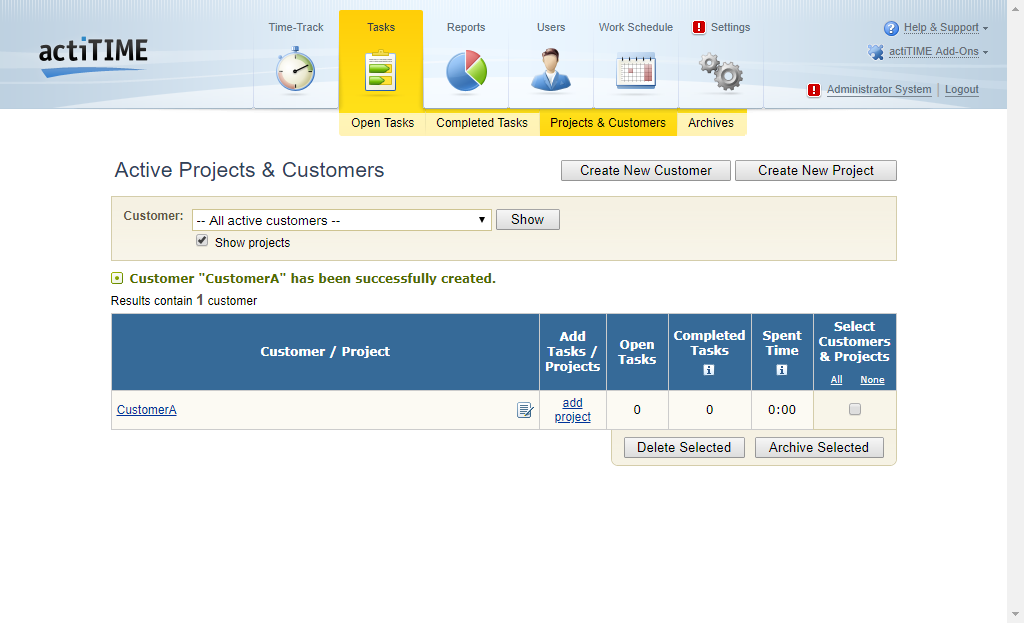 actiTIME
Time-Track
Tasks
Reports
Users
Work Schedule
! Settings
? Help & Support
actiTIME Add-Ons
! Administrator System | Logout
Open Tasks
Completed Tasks
Projects & Customers
Archives
Active Projects & Customers
Create New Customer
Create New Project
Customer:
-- All active customers --
Show
Show projects
Customer "CustomerA" has been successfully created.
Results contain 1 customer
Customer / Project
Add
Tasks /
Projects
Open
Tasks
Completed
Tasks
i
Spent
Time
i
Select
Customers
& Projects
All None
CustomerA
add
project
0
0
0:00
Delete Selected
Archive Selected